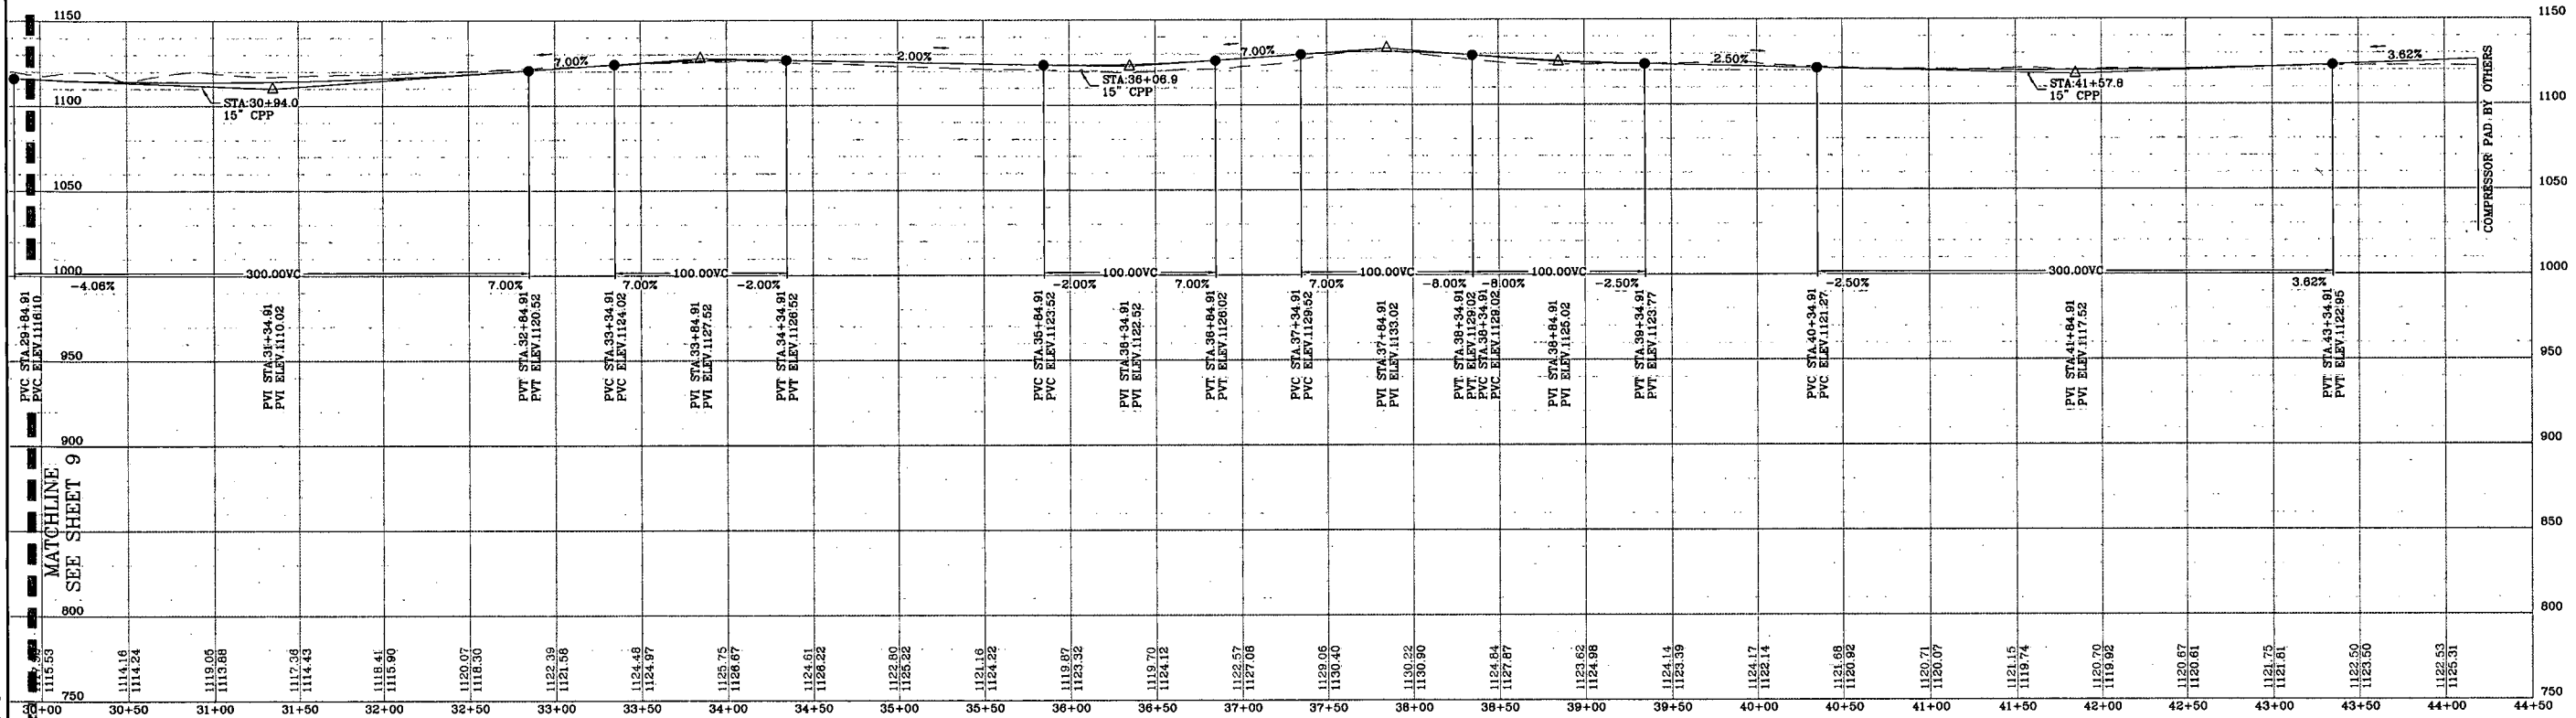 1150
1150
7.00%
2.00%
7.00%
2.50%
3.62%
STA:30+94.0
15" CPP
STA:36+06.9
15" CPP
STA:41+57.8
15" CPP
COMPRESSOR PAD BY OTHERS
1100
1100
1050
1050
1000
1000
300.00VC
100.00VC
100.00VC
100.00VC
100.00VC
300.00VC
-4.06%
7.00%
7.00%
-2.00%
-2.00%
7.00%
7.00%
-8.00%
-8.00%
-2.50%
-2.50%
3.62%
PVC STA.29+84.91
PVC ELEV.1116.10
PVI STA.31+34.91
PVI ELEV.1110.02
PVT STA.32+84.91
PVT ELEV.1120.52
PVC STA.33+34.91
PVC ELEV.1124.02
PVI STA.33+84.91
PVI ELEV.1127.52
PVT STA.34+34.91
PVT ELEV.1126.52
PVC STA.35+84.91
PVC ELEV.1123.52
PVI STA.36+34.91
PVI ELEV.1122.52
PVT STA.36+84.91
PVT ELEV.1126.02
PVC STA.37+34.91
PVC ELEV.1129.52
PVI STA.37+84.91
PVI ELEV.1133.02
PVT STA.38+34.91
PVT ELEV.1129.02
PVC STA.38+34.91
PVC ELEV.1129.02
PVI STA.38+84.91
PVI ELEV.1125.02
PVT STA.39+34.91
PVT ELEV.1123.77
PVC STA.40+34.91
PVC ELEV.1121.27
PVI STA.41+84.91
PVI ELEV.1117.52
PVT STA.43+34.91
PVT ELEV.1122.95
950
950
900
900
MATCHLINE
SEE SHEET 9
850
800
800
1115.53
1114.16
1114.24
1119.05
1113.88
1117.36
1114.43
1118.41
1115.90
1120.07
1118.30
1122.39
1121.58
1124.48
1124.97
1125.75
1126.67
1124.61
1126.22
1122.80
1125.22
1121.16
1124.22
1119.87
1123.32
1119.70
1124.12
1122.57
1127.08
1129.06
1130.40
1130.22
1130.90
1124.84
1127.87
1123.62
1124.98
1124.14
1123.39
1124.17
1122.14
1121.68
1120.92
1120.71
1120.07
1121.15
1119.74
1120.70
1119.92
1120.67
1120.61
1121.75
1121.81
1122.50
1123.50
1122.53
1125.31
750
750
30+00 30+50 31+00 31+50 32+00 32+50 33+00 33+50 34+00 34+50 35+00 35+50 36+00 36+50 37+00 37+50 38+00 38+50 39+00 39+50 40+00 40+50 41+00 41+50 42+00 42+50 43+00 43+50 44+00 44+50